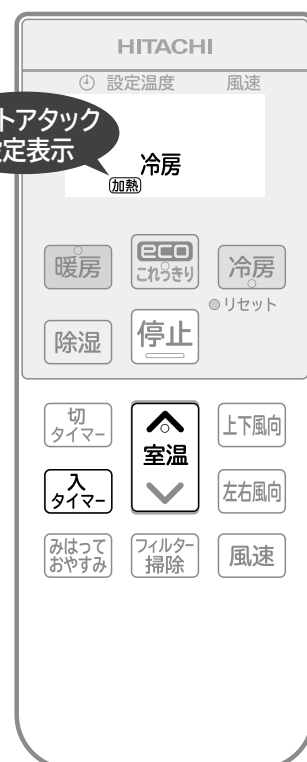 HITACHI
設定温度 風速
トアタック
定表示
冷房
加熱
暖房
eco
これっきり
冷房
リセット
除湿
停止
切
タイマー
室温
上下風向
入
タイマー
左右風向
みはって
おやすみ
フィルター
掃除
風速